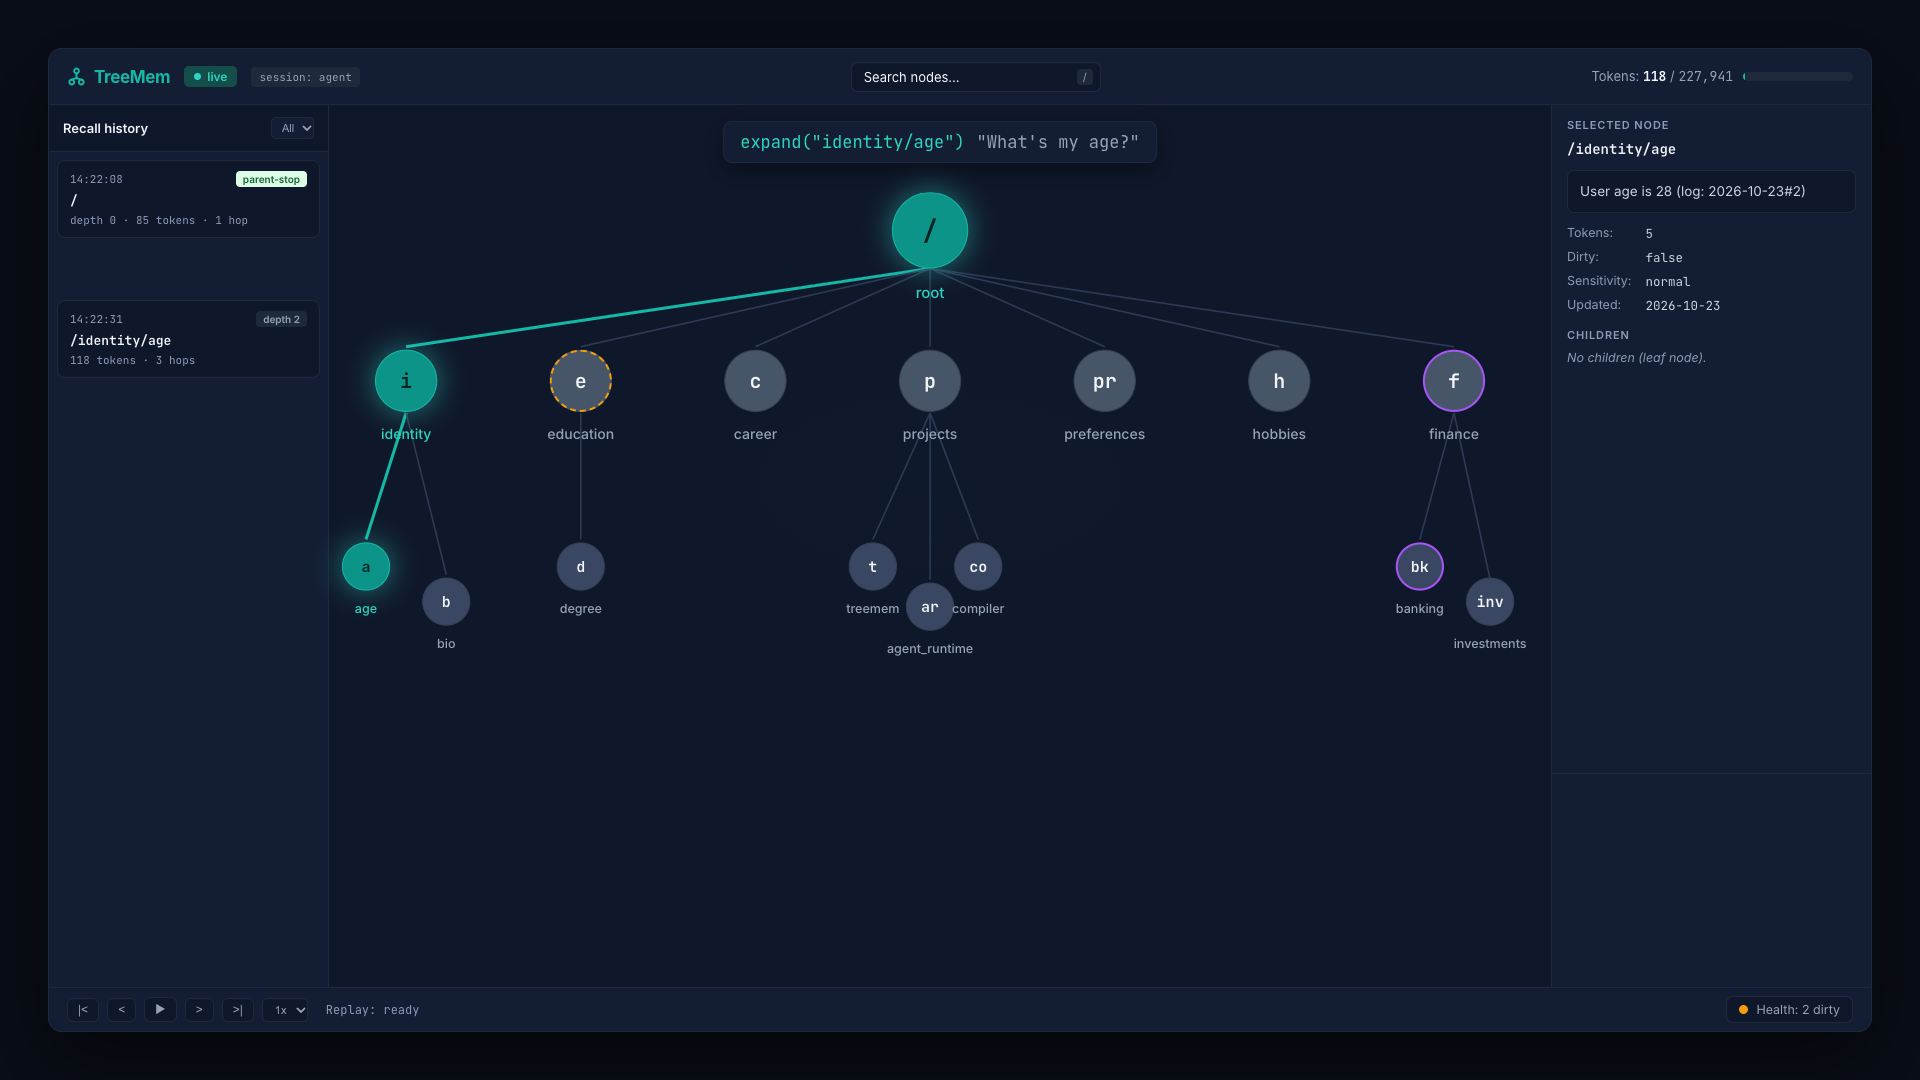 TreeMem
live
session: agent
Search nodes...
/
Tokens: 118 / 227,941
Recall history
All
14:22:08
parent-stop
/
depth 0 · 85 tokens · 1 hop
14:22:31
depth 2
/identity/age
118 tokens · 3 hops
expand("identity/age") "What's my age?"
/
root
i
e
c
p
pr
h
f
identity
education
career
projects
preferences
hobbies
finance
a
b
d
t
ar
co
bk
inv
age
bio
degree
treemem
compiler
agent_runtime
banking
investments
SELECTED NODE
/identity/age
User age is 28 (log: 2026-10-23#2)
Tokens: 5
Dirty: false
Sensitivity: normal
Updated: 2026-10-23
CHILDREN
No children (leaf node).
|<
<
>
>|
1x
Replay: ready
Health: 2 dirty